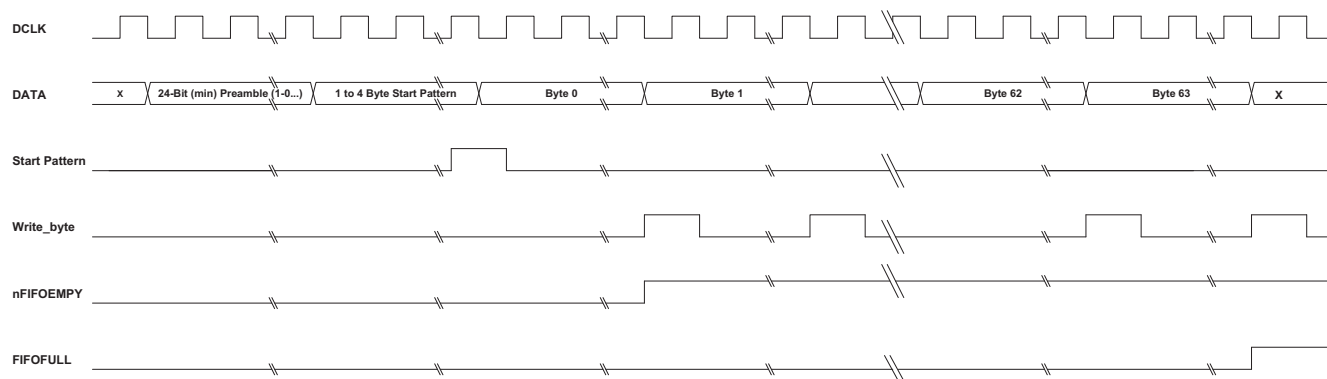 DCLK
DATA
X
24-Bit (min) Preamble (1-0...)
1 to 4 Byte Start Pattern
Byte 0
Byte 1
Byte 62
Byte 63
X
Start Pattern
Write_byte
nFIFOEMPY
FIFOFULL